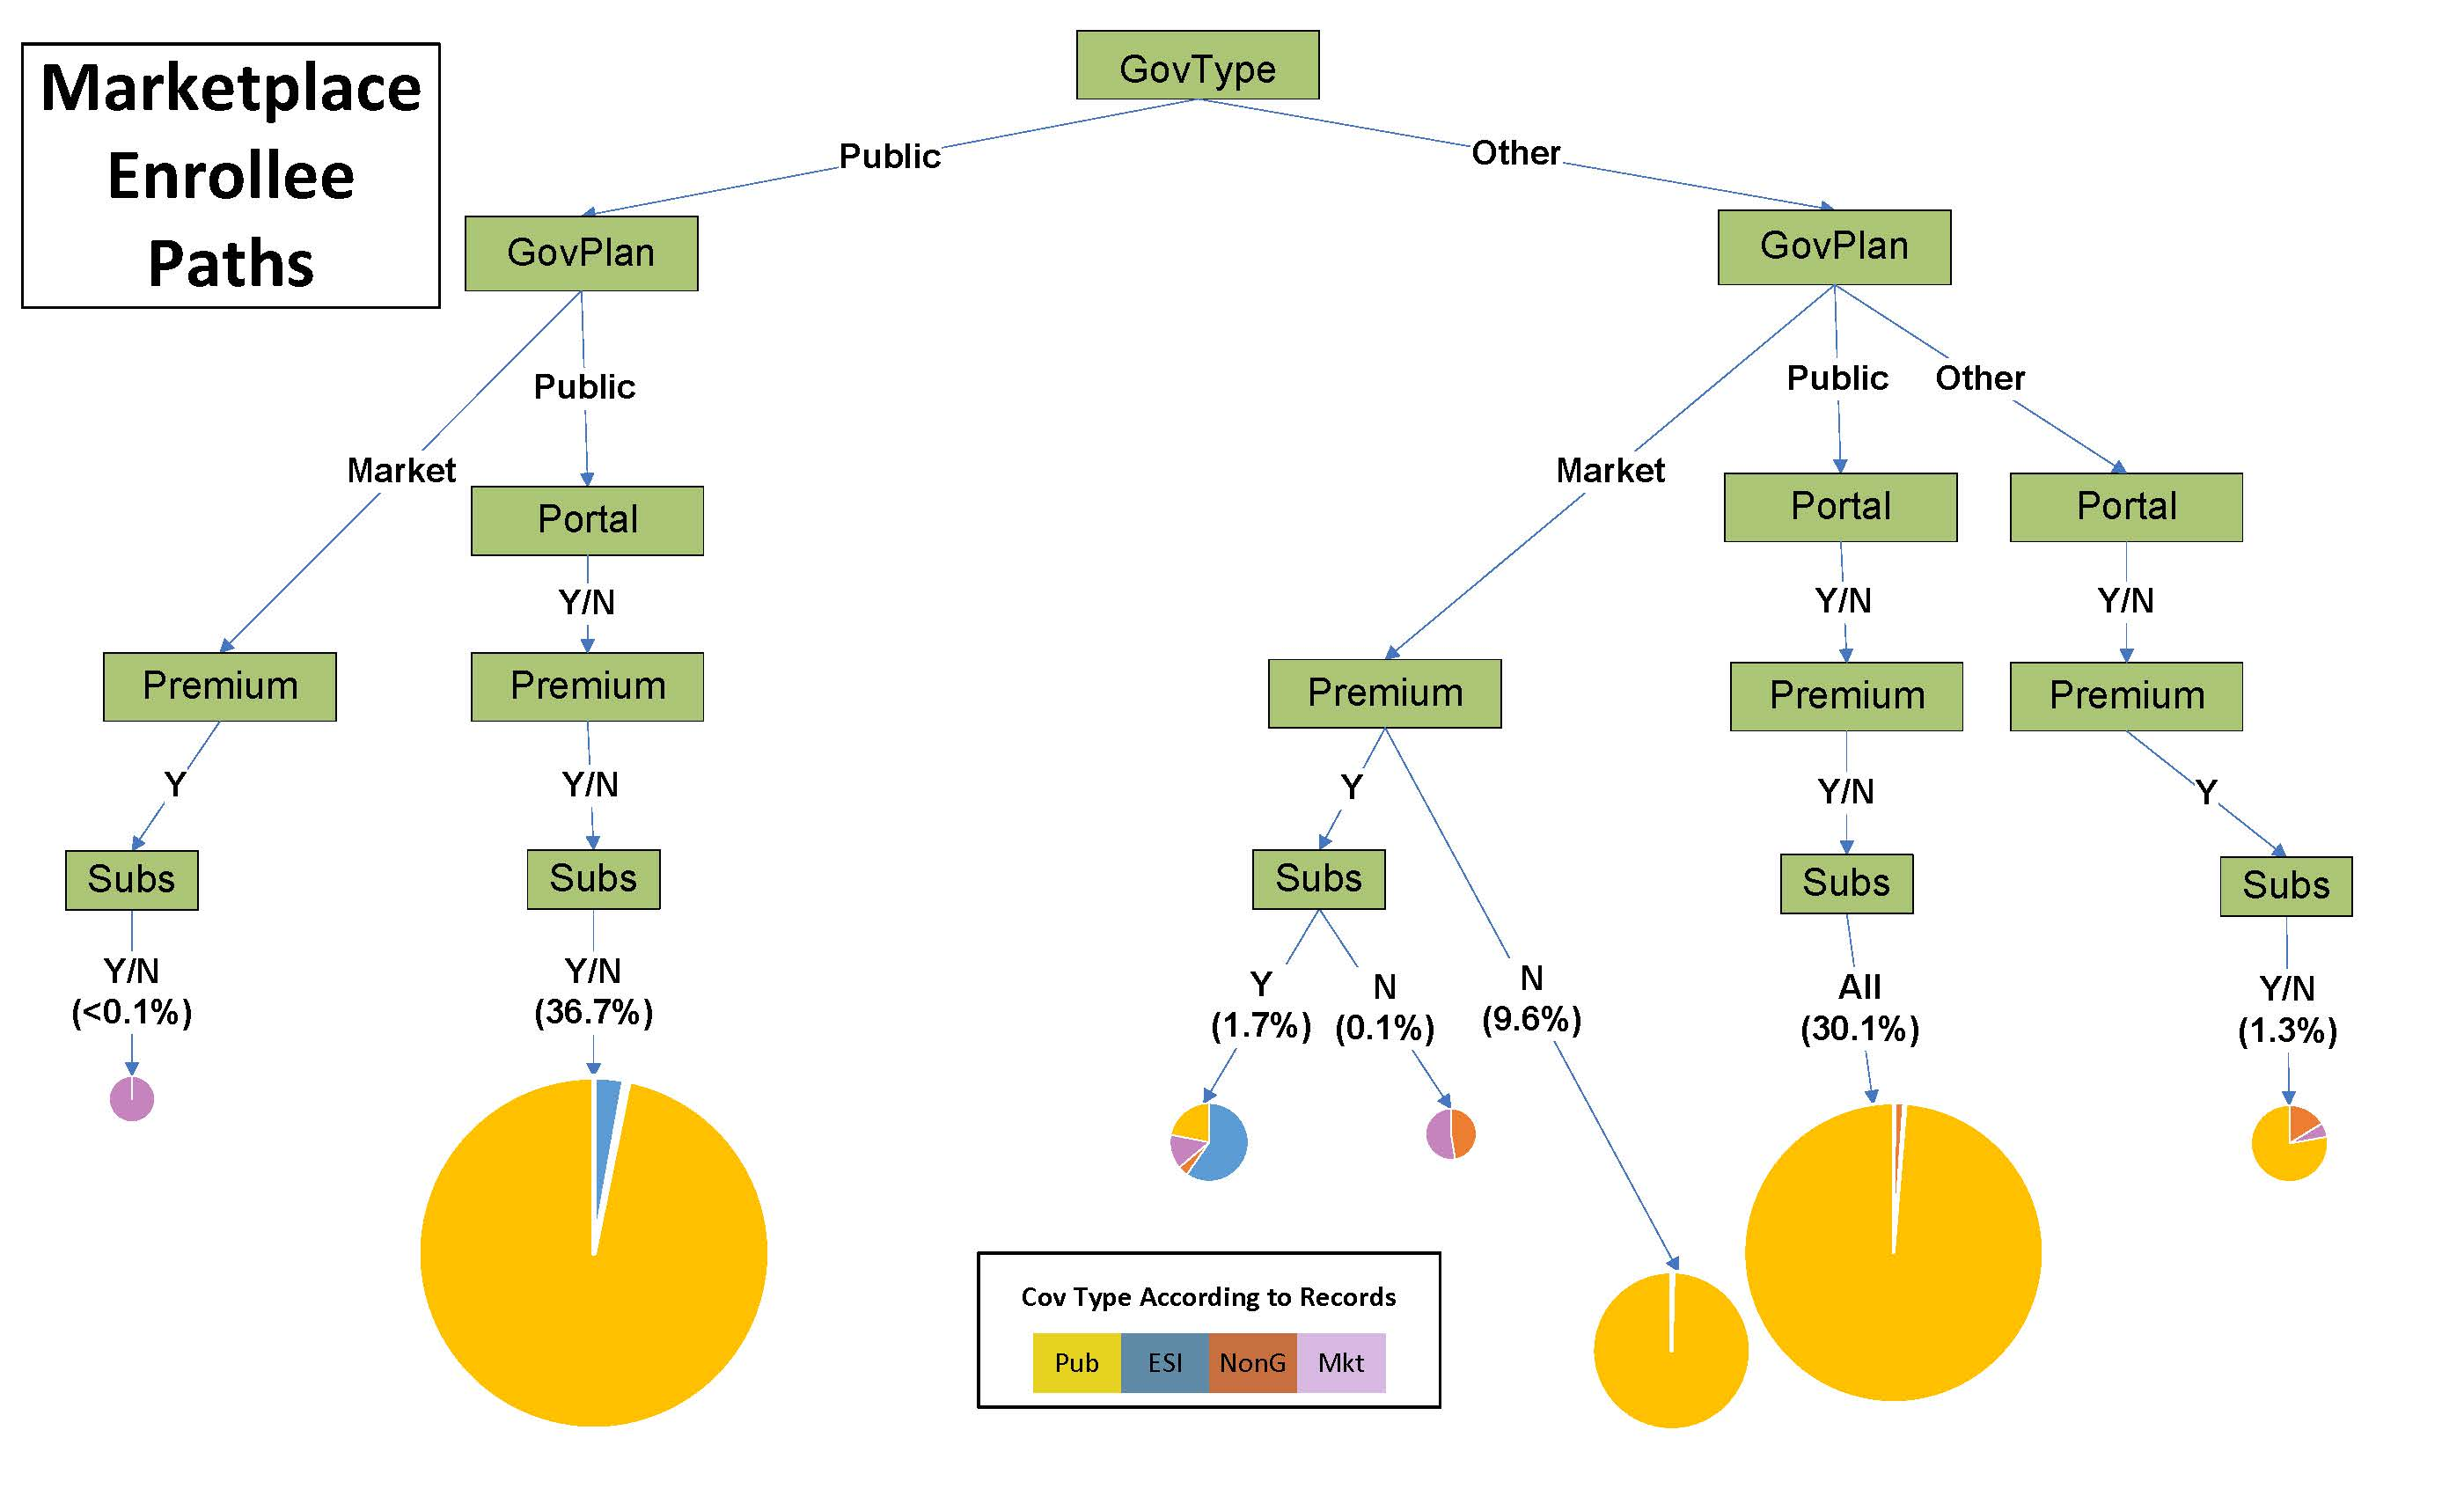 Marketplace
Enrollee
Paths
GovType
Public
Other
GovPlan
GovPlan
Public
Public
Other
Market
Market
Portal
Portal
Portal
Y/N
Y/N
Y/N
Premium
Premium
Premium
Premium
Premium
Y
Y/N
Y
Y/N
Y
Subs
Subs
Subs
Subs
Subs
Y/N
(<0.1%)
Y/N
(36.7%)
Y
(1.7%)
N
(0.1%)
N
(9.6%)
All
(30.1%)
Y/N
(1.3%)
Cov Type According to Records
Pub ESI NonG Mkt